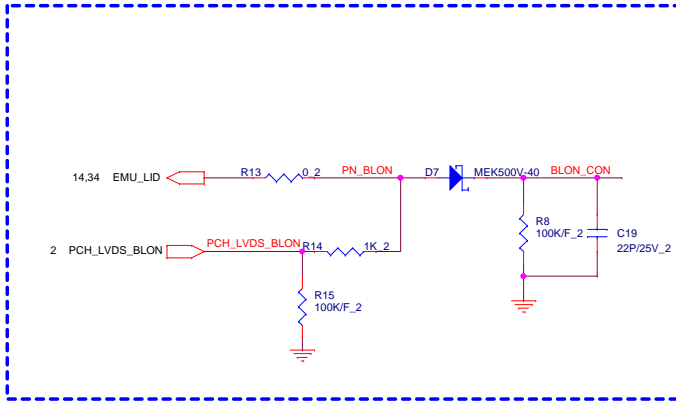 14,34 EMU_LID
R13
0_2
PN_BLON
D7
MEK500V-40
BLON_CON
R8
100K/F_2
C19
22P/25V_2
2 PCH_LVDS_BLON
PCH_LVDS_BLON
R14
1K_2
R15
100K/F_2